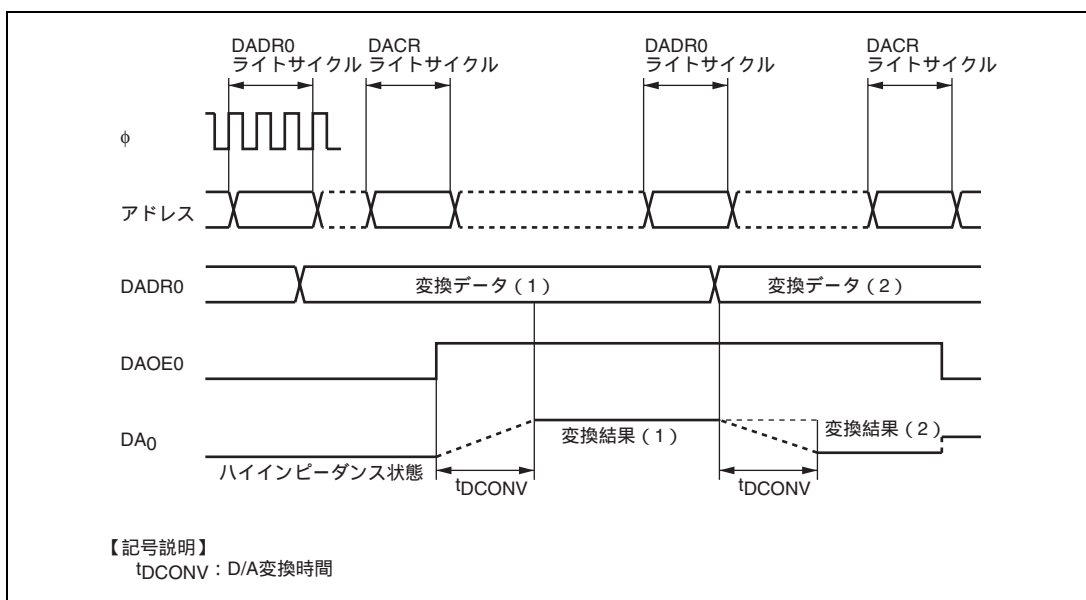 DADR0
ライトサイクル
DACR
ライトサイクル
DADR0
ライトサイクル
DACR
ライトサイクル
φ
アドレス
DADR0
変換データ(1)
変換データ(2)
DAOE0
DA0
変換結果(1)
変換結果(2)
ハイインピーダンス状態
tDCONV
tDCONV
【記号説明】
tDCONV:D/A変換時間